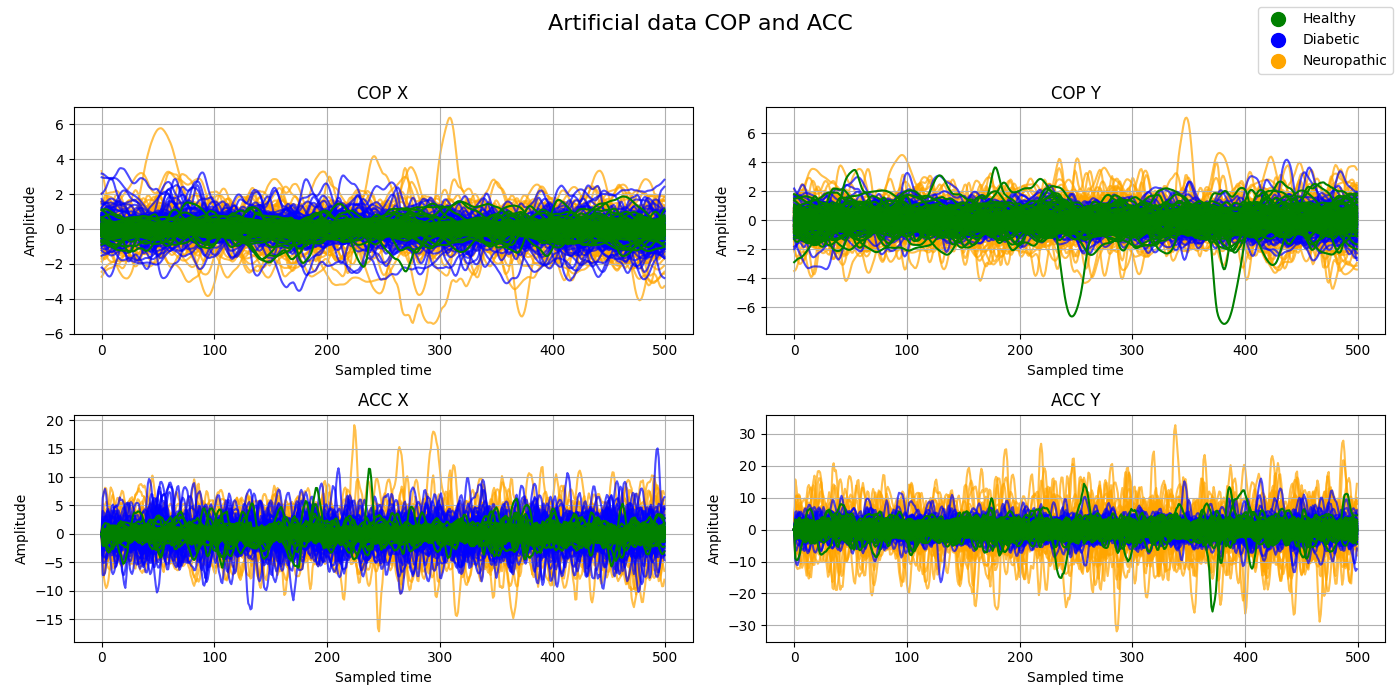 Artificial data COP and ACC
Healthy
Diabetic
Neuropathic
COP X
Amplitude
6
4
2
0
−2
−4
−6
0 100 200 300 400 500
Sampled time
COP Y
Amplitude
6
4
2
0
−2
−4
−6
0 100 200 300 400 500
Sampled time
ACC X
Amplitude
20
15
10
5
0
−5
−10
−15
0 100 200 300 400 500
Sampled time
ACC Y
Amplitude
30
20
10
0
−10
−20
−30
0 100 200 300 400 500
Sampled time